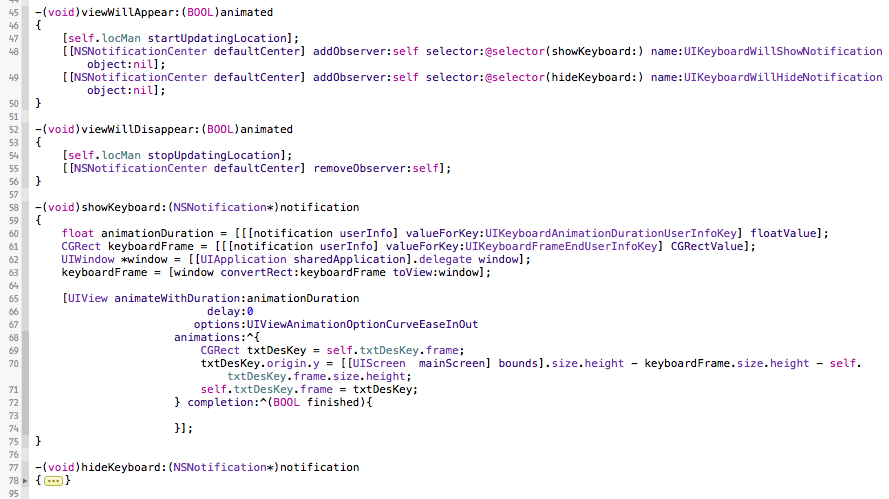 45 -(void)viewWillAppear:(BOOL)animated
46 {
47 [self.locMan startUpdatingLocation];
48 [[NSNotificationCenter defaultCenter] addObserver:self selector:@selector(showKeyboard:) name:UIKeyboardWillShowNotification
object:nil];
49 [[NSNotificationCenter defaultCenter] addObserver:self selector:@selector(hideKeyboard:) name:UIKeyboardWillHideNotification
object:nil];
50 }
51
52 -(void)viewWillDisappear:(BOOL)animated
53 {
54 [self.locMan stopUpdatingLocation];
55 [[NSNotificationCenter defaultCenter] removeObserver:self];
56 }
57
58 -(void)showKeyboard:(NSNotification*)notification
59 {
60 float animationDuration = [[[notification userInfo] valueForKey:UIKeyboardAnimationDurationUserInfoKey] floatValue];
61 CGRect keyboardFrame = [[[notification userInfo] valueForKey:UIKeyboardFrameEndUserInfoKey] CGRectValue];
62 UIWindow *window = [[UIApplication sharedApplication].delegate window];
63 keyboardFrame = [window convertRect:keyboardFrame toView:window];
64
65 [UIView animateWithDuration:animationDuration
66 delay:0
67 options:UIViewAnimationOptionCurveEaseInOut
68 animations:^{
69 CGRect txtDesKey = self.txtDesKey.frame;
70 txtDesKey.origin.y = [[UIScreen mainScreen] bounds].size.height - keyboardFrame.size.height - self.
txtDesKey.frame.size.height;
71 self.txtDesKey.frame = txtDesKey;
72 } completion:^(BOOL finished){
73
74 }];
75 }
76
77 -(void)hideKeyboard:(NSNotification*)notification
78 {...}
95